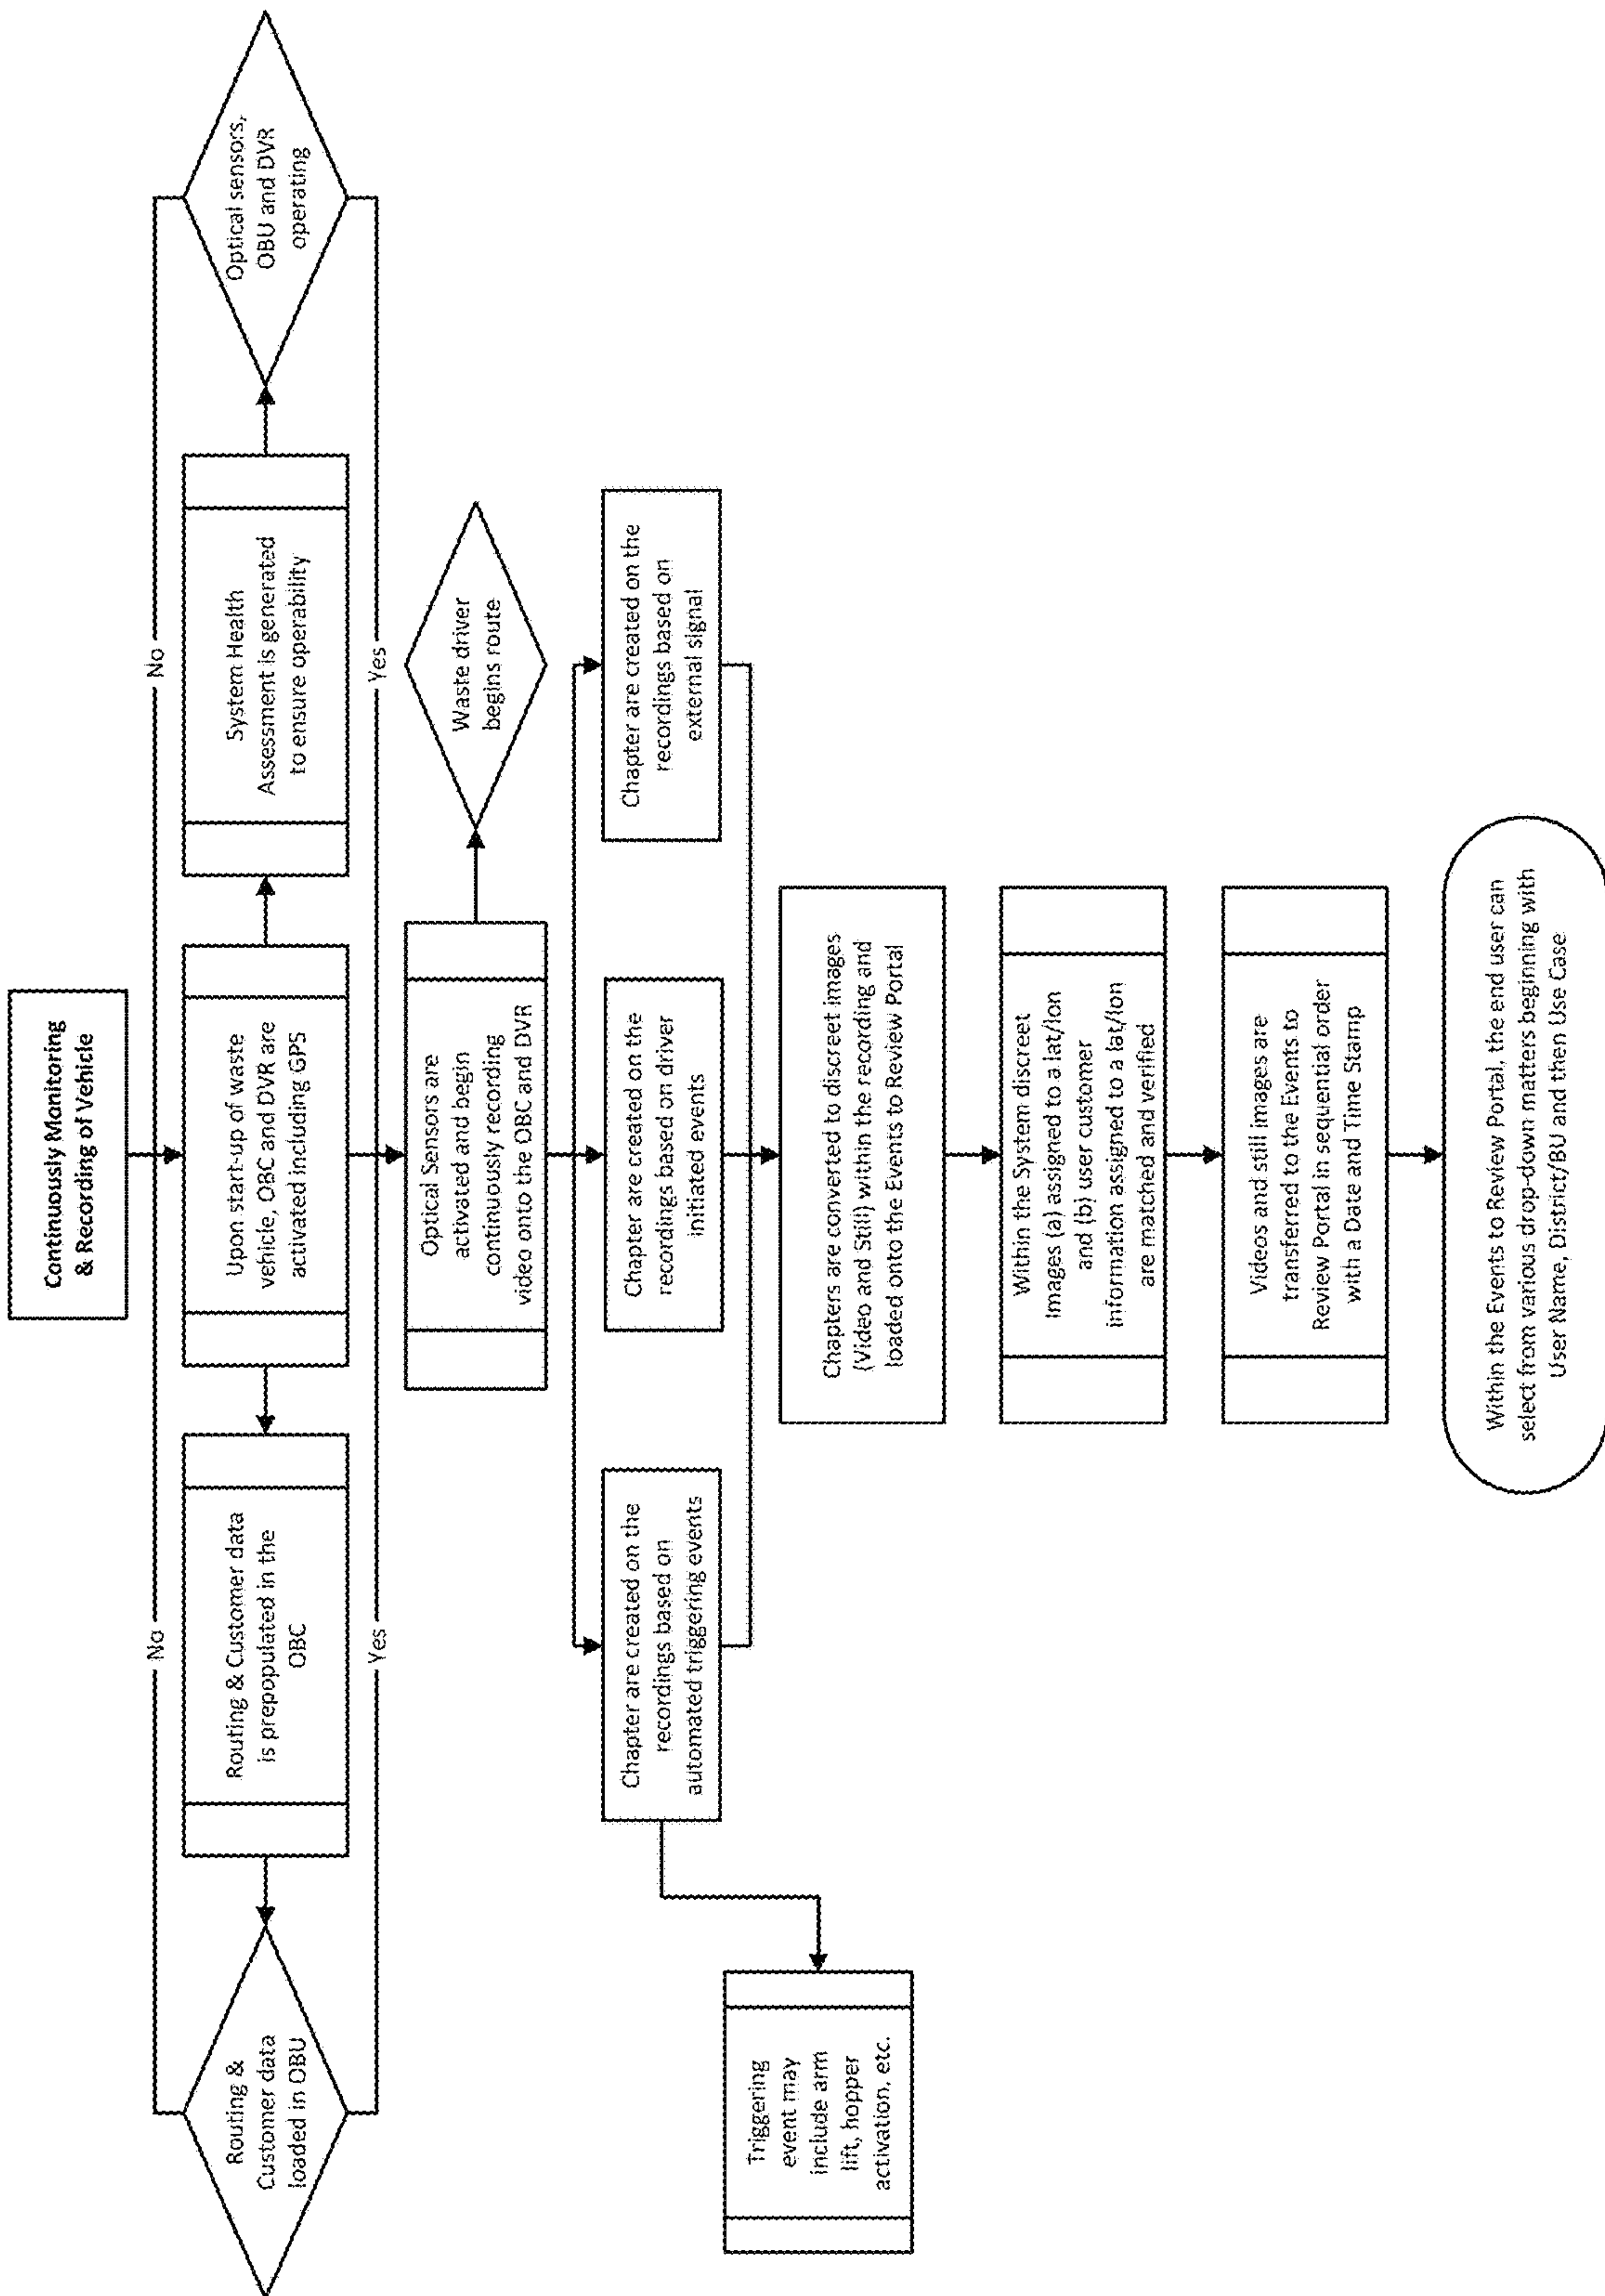 Continuously Monitoring
& Recording of Vehicle
No
No
Routing &
Customer data
loaded in OBU
Routing & Customer data
is prepopulated in the
OBC
Upon start-up of waste
vehicle, OBC and DVR are
activated including GPS
System Health
Assessment is generated
to ensure operability
Optical sensors,
OBU and DVR
operating
Yes
Yes
Optical Sensors are
activated and begin
continuously recording
video onto the OBC and DVR
Waste driver
begins route
Chapter are created on the
recordings based on
automated triggering events
Chapter are created on the
recordings based on driver
initiated events
Chapter are created on the
recordings based on
external signal
Triggering
event may
include arm
lift, hopper
activation, etc.
Chapters are converted to discreet images
(Video and Still) within the recording and
loaded onto the Events to Review Portal
Within the System discreet
images (a) assigned to a lat/lon
and (b) user customer
information assigned to a lat/lon
are matched and verified
Videos and still images are
transferred to the Events to
Review Portal in sequential order
with a Date and Time Stamp
Within the Events to Review Portal, the end user can
select from various drop-down matters beginning with
User Name, District/BU and then Use Case